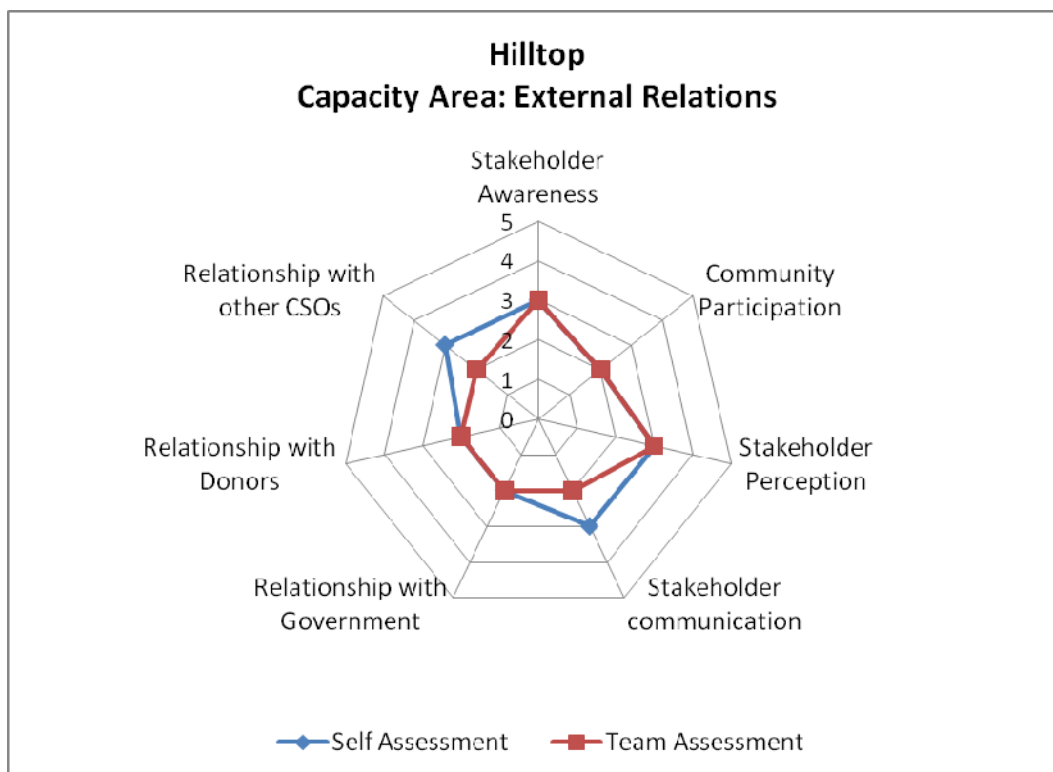 Hilltop
Capacity Area: External Relations
Stakeholder
Awareness
5
4
3
2
1
0
Community
Participation
Stakeholder
Perception
Stakeholder
communication
Relationship with
Government
Relationship with
Donors
Relationship with
other CSOs
Self Assessment
Team Assessment